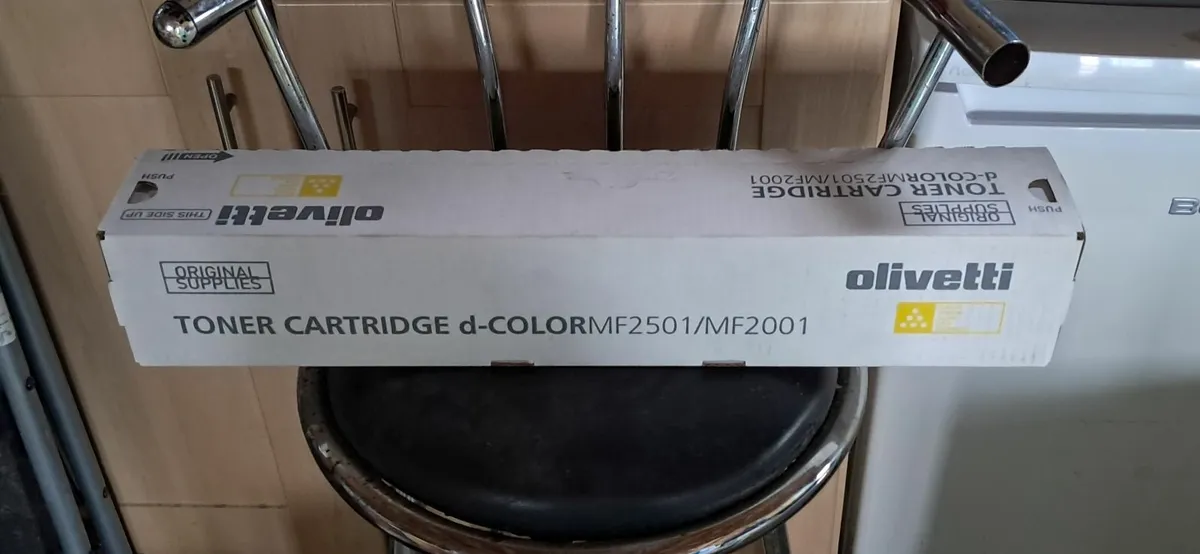 OPEN
PUSH
THIS SIDE UP
olivetti
TONER CARTRIDGE
d-COLORMF2501/MF2001
ORIGINAL
SUPPLIES
PUSH
ORIGINAL
SUPPLIES
olivetti
TONER CARTRIDGE d-COLORMF2501/MF2001